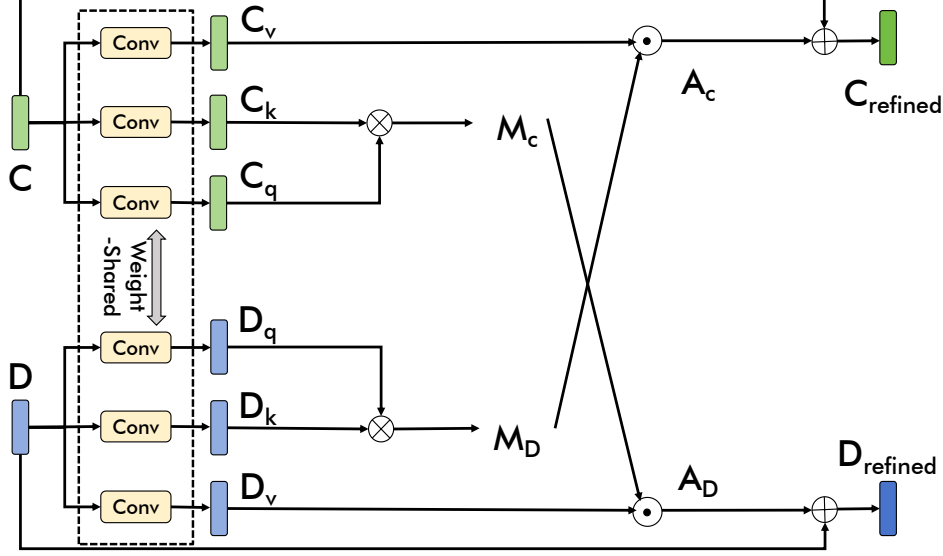 C
Conv
C_v
Conv
C_k
Conv
C_q
M_c
A_c
C_refined
Weight
-Shared
D
Conv
D_q
Conv
D_k
Conv
D_v
M_D
A_D
D_refined